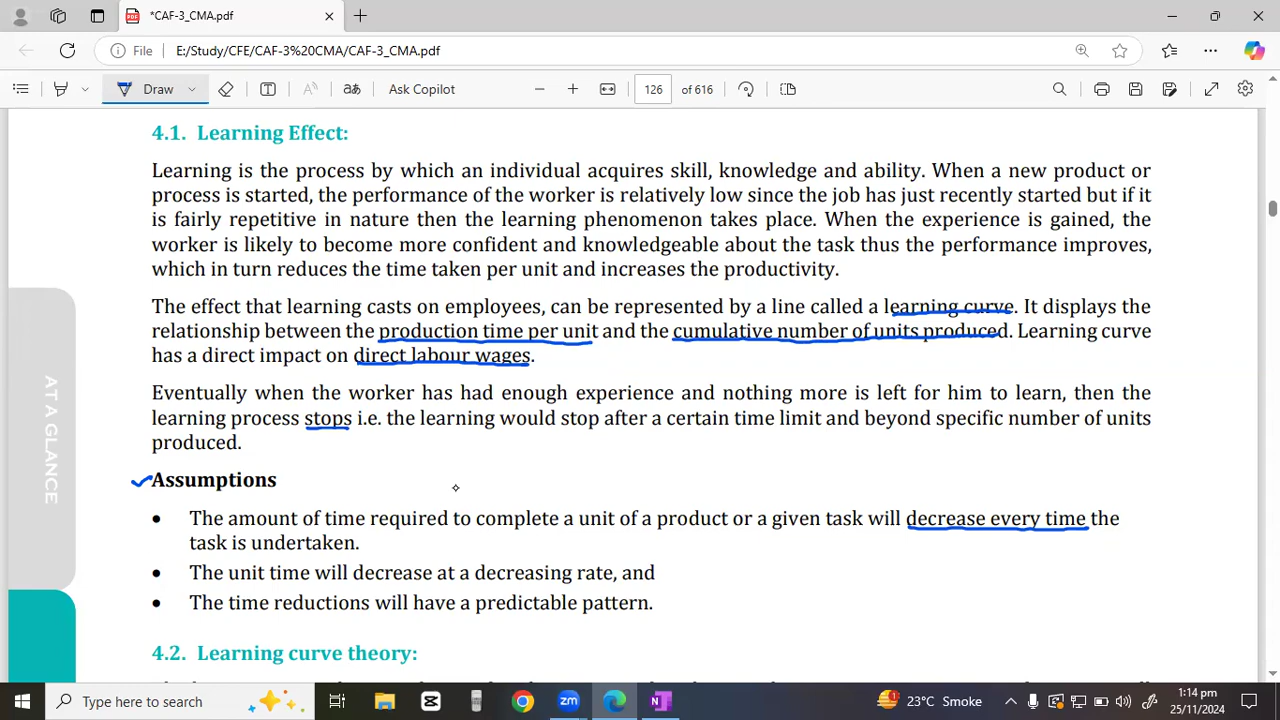 *CAF-3_CMA.pdf
File E:/Study/CFE/CAF-3%20CMA/CAF-3_CMA.pdf
Draw Ask Copilot 126 of 616
4.1. Learning Effect:
Learning is the process by which an individual acquires skill, knowledge and ability. When a new product or
process is started, the performance of the worker is relatively low since the job has just recently started but if it
is fairly repetitive in nature then the learning phenomenon takes place. When the experience is gained, the
worker is likely to become more confident and knowledgeable about the task thus the performance improves,
which in turn reduces the time taken per unit and increases the productivity.
The effect that learning casts on employees, can be represented by a line called a learning curve. It displays the
relationship between the production time per unit and the cumulative number of units produced. Learning curve
has a direct impact on direct labour wages.
Eventually when the worker has had enough experience and nothing more is left for him to learn, then the
learning process stops i.e. the learning would stop after a certain time limit and beyond specific number of units
produced.
AT A GLANCE
Assumptions
• The amount of time required to complete a unit of a product or a given task will decrease every time the
task is undertaken.
• The unit time will decrease at a decreasing rate, and
• The time reductions will have a predictable pattern.
4.2. Learning curve theory:
Type here to search
zm
23°C Smoke
1:14 pm
25/11/2024